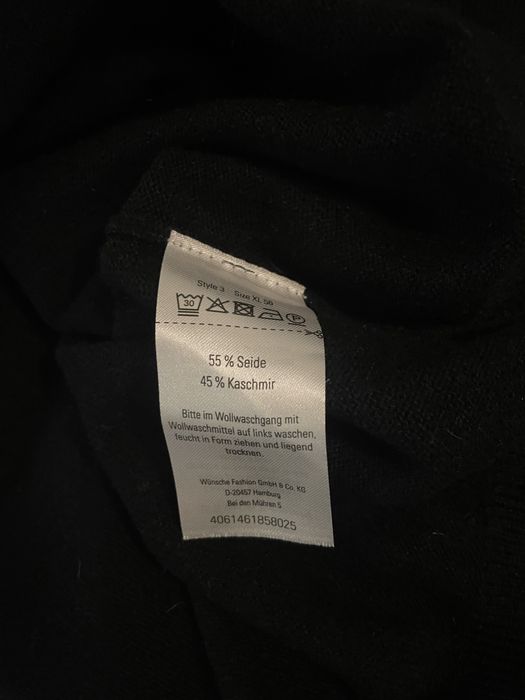 Style 3 Size XL 56
30 P
55 % Seide
45 % Kaschmir
Bitte im Wollwaschgang mit
Wollwaschmittel auf links waschen,
feucht in Form ziehen und liegend
trocknen.
Wünsche Fashion GmbH & Co. KG
D-20457 Hamburg
Bei den Mühren 5
4061461858025